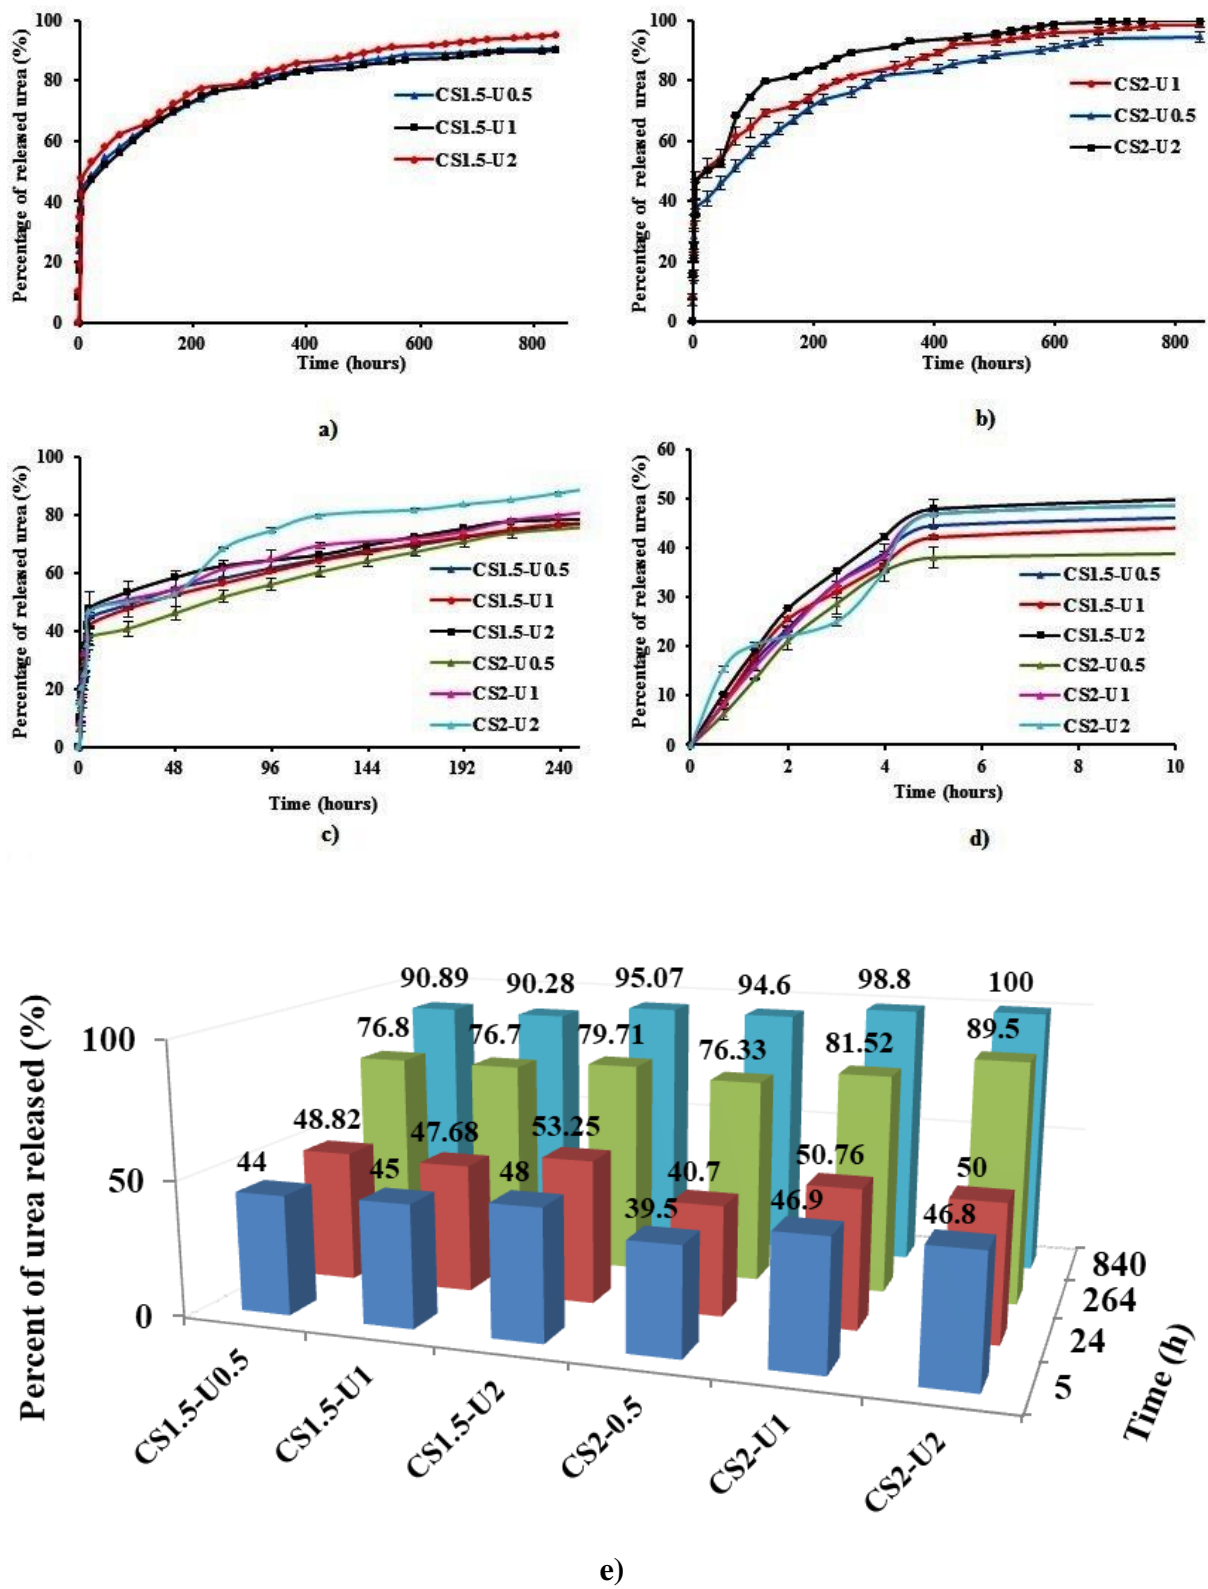 Percentage of released urea (%)
100
80
60
40
20
0
0 200 400 600 800
Time (hours)
CS1.5-U0.5
CS1.5-U1
CS1.5-U2
a)
Percentage of released urea (%)
100
80
60
40
20
0
0 200 400 600 800
Time (hours)
CS2-U1
CS2-U0.5
CS2-U2
b)
Percentage of released urea (%)
100
80
60
40
20
0
0 48 96 144 192 240
Time (hours)
CS1.5-U0.5
CS1.5-U1
CS1.5-U2
CS2-U0.5
CS2-U1
CS2-U2
c)
Percentage of released urea (%)
60
50
40
30
20
10
0
0 2 4 6 8 10
Time (hours)
CS1.5-U0.5
CS1.5-U1
CS1.5-U2
CS2-U0.5
CS2-U1
CS2-U2
d)
Percent of urea released (%)
100
50
0
90.89 90.28 95.07 94.6 98.8 100
76.8 76.7 79.71 76.33 81.52 89.5
48.82 47.68 53.25 40.7 50.76 50
44 45 48 39.5 46.9 46.8
CS1.5-U0.5
CS1.5-U1
CS1.5-U2
CS2-0.5
CS2-U1
CS2-U2
840
264
24
5
Time (h)
e)